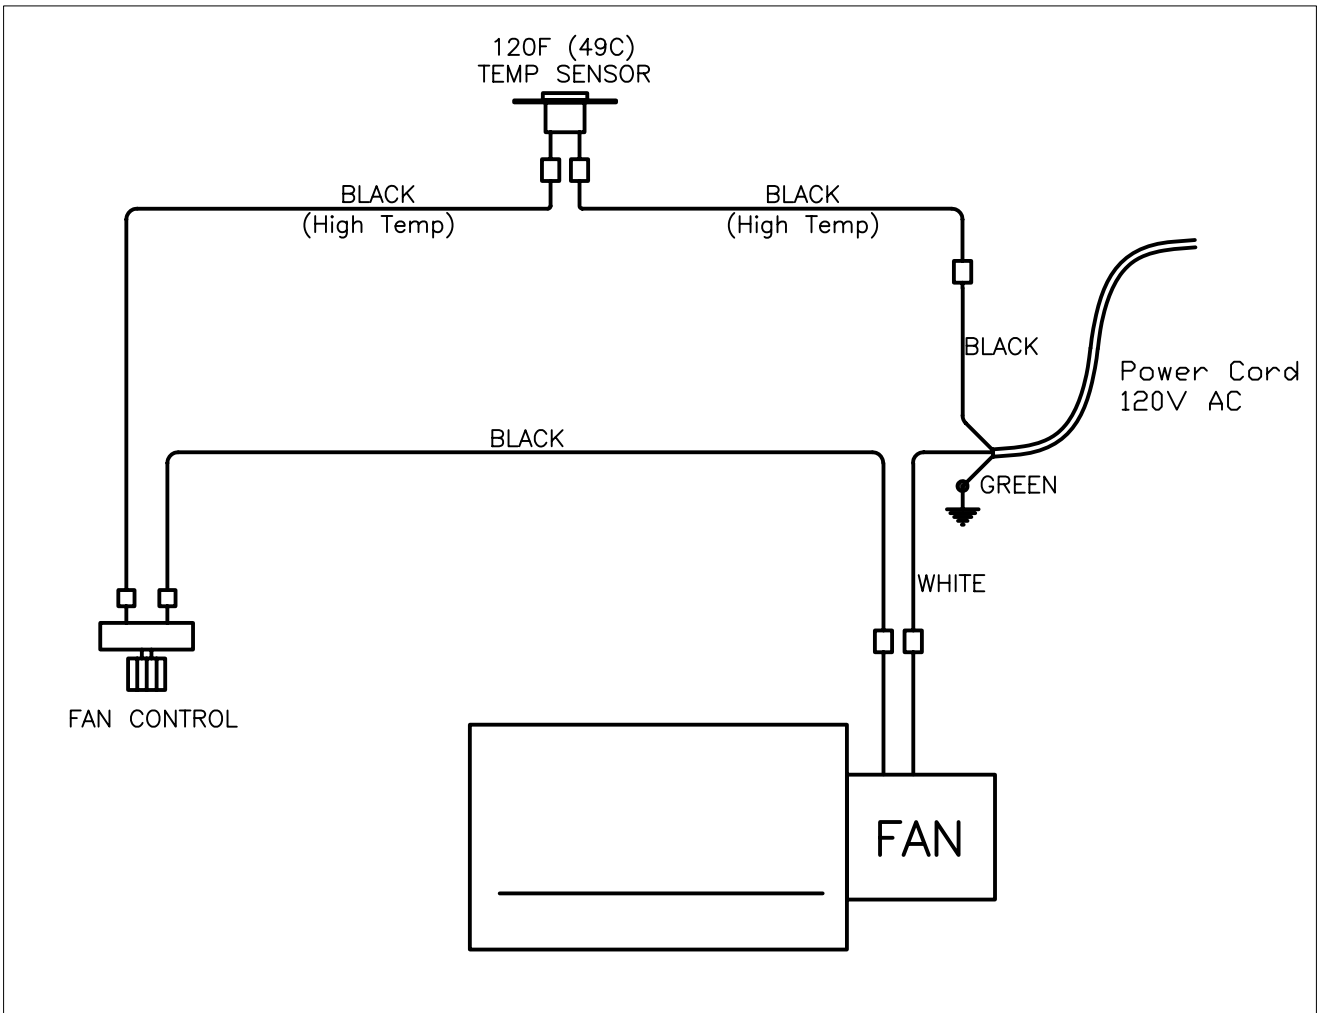 120F (49C)
TEMP SENSOR
BLACK
(High Temp)
BLACK
(High Temp)
BLACK
Power Cord
120V AC
BLACK
GREEN
WHITE
FAN CONTROL
FAN